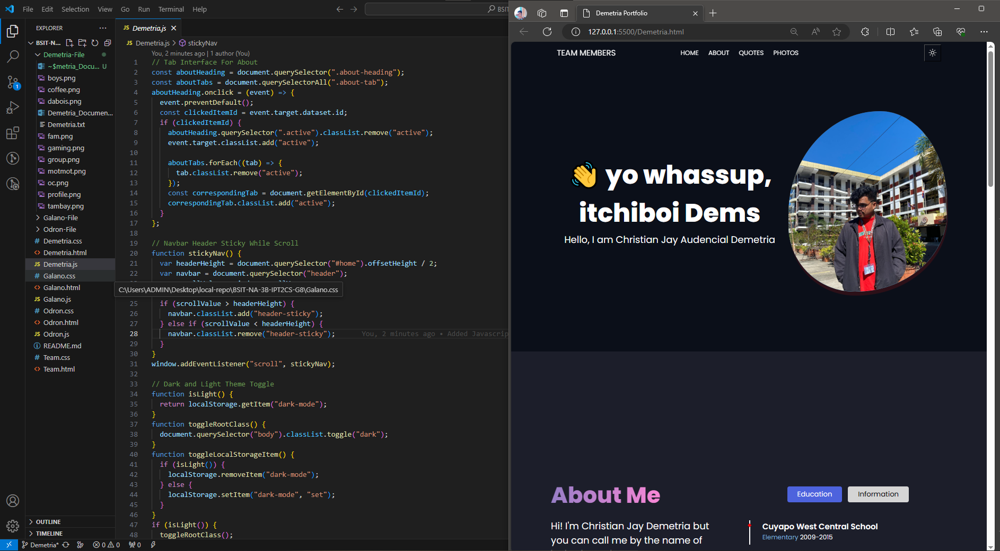 File Edit Selection View Go Run Terminal Help
BSI
EXPLORER
BSIT-N...
Demetria-File
~$metria_Docu... U
boys.png
coffee.png
dabois.png
Demetria_Documen...
Demetria.txt
fam.png
gaming.png
group.png
motmot.png
oc.png
profile.png
tambay.png
Galano-File
Odron-File
# Demetria.css
<> Demetria.html
JS Demetria.js
# Galano.css
<> Galano.html
JS Galano.js
# Odron.css
<> Odron.html
JS Odron.js
README.md
# Team.css
<> Team.html
OUTLINE
TIMELINE
1
JS Demetria.js
JS Demetria.js > stickyNav
You, 2 minutes ago | 1 author (You)
1 // Tab Interface For About
2 const aboutHeading = document.querySelector(".about-heading");
3 const aboutTabs = document.querySelectorAll(".about-tab");
4 aboutHeading.onclick = (event) => {
5 event.preventDefault();
6 const clickedItemId = event.target.dataset.id;
7 if (clickedItemId) {
8 aboutHeading.querySelector(".active").classList.remove("active");
9 event.target.classList.add("active");
10
11 aboutTabs.forEach((tab) => {
12 tab.classList.remove("active");
13 });
14 const correspondingTab = document.getElementById(clickedItemId);
15 correspondingTab.classList.add("active");
16 }
17 };
18
19 // Navbar Header Sticky While Scroll
20 function stickyNav() {
21 var headerHeight = document.querySelector("#home").offsetHeight / 2;
22 var navbar = document.querySelector("header");
C:\Users\ADMIN\Desktop\local-repo\BSIT-NA-3B-IPT2CS-G8\Galano.css
25 if (scrollValue > headerHeight) {
26 navbar.classList.add("header-sticky");
27 } else if (scrollValue < headerHeight) {
28 navbar.classList.remove("header-sticky"); You, 2 minutes ago • Added Javascrip
29 }
30 }
31 window.addEventListener("scroll", stickyNav);
32
33 // Dark and Light Theme Toggle
34 function isLight() {
35 return localStorage.getItem("dark-mode");
36 }
37 function toggleRootClass() {
38 document.querySelector("body").classList.toggle("dark");
39 }
40 function toggleLocalStorageItem() {
41 if (isLight()) {
42 localStorage.removeItem("dark-mode");
43 } else {
44 localStorage.setItem("dark-mode", "set");
45 }
46 }
47 if (isLight()) {
48 toggleRootClass();
Demetria* 0 0 0
Demetria Portfolio
127.0.0.1:5500/Demetria.html
TEAM MEMBERS HOME ABOUT QUOTES PHOTOS
👋 yo whassup,
itchiboi Dems
Hello, I am Christian Jay Audencial Demetria
About Me
Education Information
Hi! I'm Christian Jay Demetria but
you can call me by the name of
Cuyapo West Central School
Elementary 2009-2015